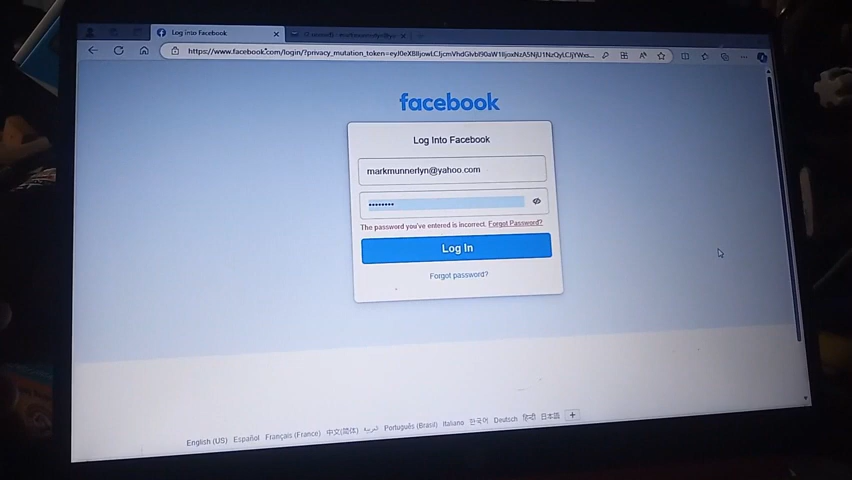 Log into Facebook
https://www.facebook.com/login/?privacy_mutation_token=
facebook
Log Into Facebook
markmunnerlyn@yahoo.com
The password you've entered is incorrect. Forgot Password?
Log In
Forgot password?
English (US) Español Français (France) 中文(简体) العربية Português (Brasil) Italiano 한국어 Deutsch हिन्दी 日本語 +